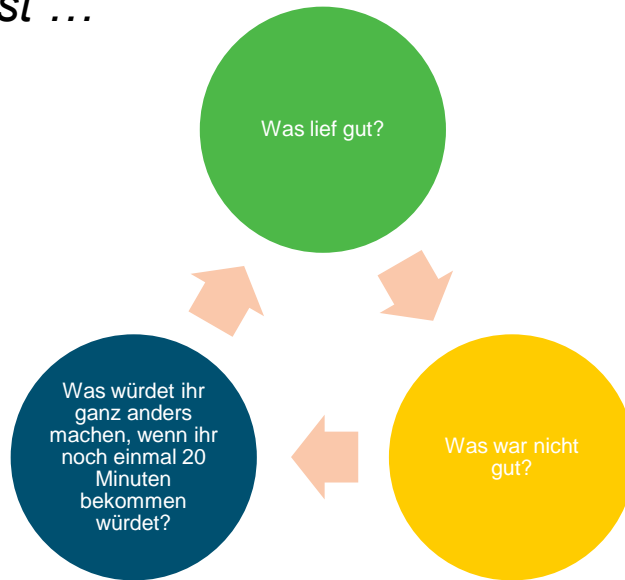 st …
Was lief gut?
Was war nicht
gut?
Was würdet ihr
ganz anders
machen, wenn ihr
noch einmal 20
Minuten
bekommen
würdet?